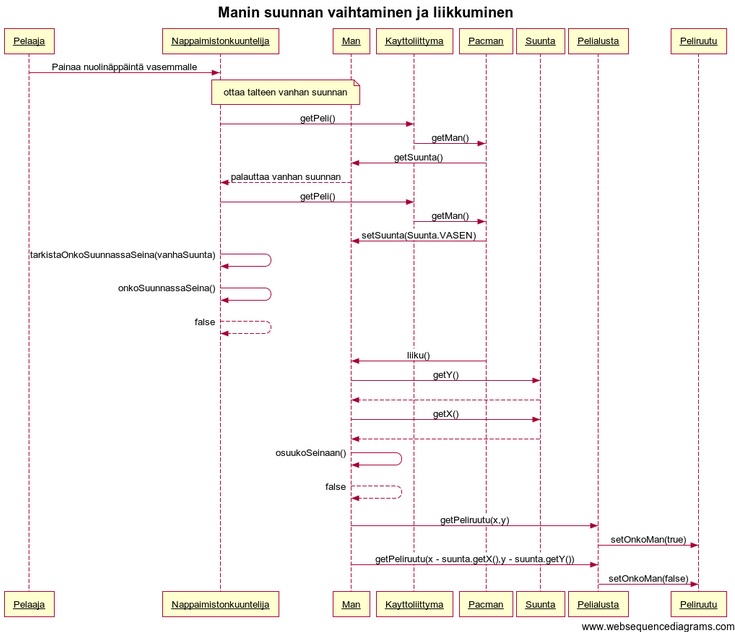 Manin suunnan vaihtaminen ja liikkuminen
Pelaaja Nappaimistonkuuntelija Man Kayttoliittyma Pacman Suunta Pelialusta Peliruutu
Painaa nuolinäppäintä vasemmalle
ottaa talteen vanhan suunnan
getPeli()
getMan()
getSuunta()
palauttaa vanhan suunnan
getPeli()
getMan()
setSuunta(Suunta.VASEN)
tarkistaOnkoSuunnassaSeina(vanhaSuunta)
onkoSuunnassaSeina()
false
liiku()
getY()
getX()
osuukoSeinaan()
false
getPeliruutu(x,y)
setOnkoMan(true)
getPeliruutu(x - suunta.getX(),y - suunta.getY())
setOnkoMan(false)
Pelaaja Nappaimistonkuuntelija Man Kayttoliittyma Pacman Suunta Pelialusta Peliruutu
www.websequencediagrams.com